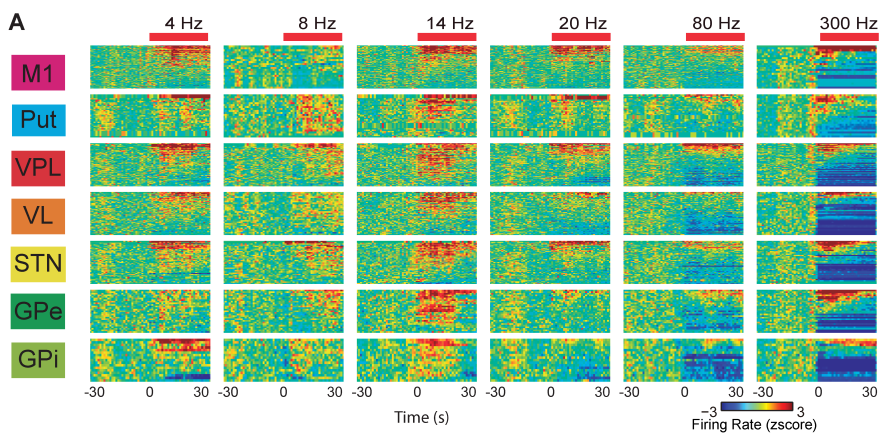 A
4 Hz 8 Hz 14 Hz 20 Hz 80 Hz 300 Hz
M1
Put
VPL
VL
STN
GPe
GPi
-30 0 30 -30 0 30 -30 0 30 -30 0 30 -30 0 30 -30 0 30
Time (s)
−3 3
Firing Rate (zscore)